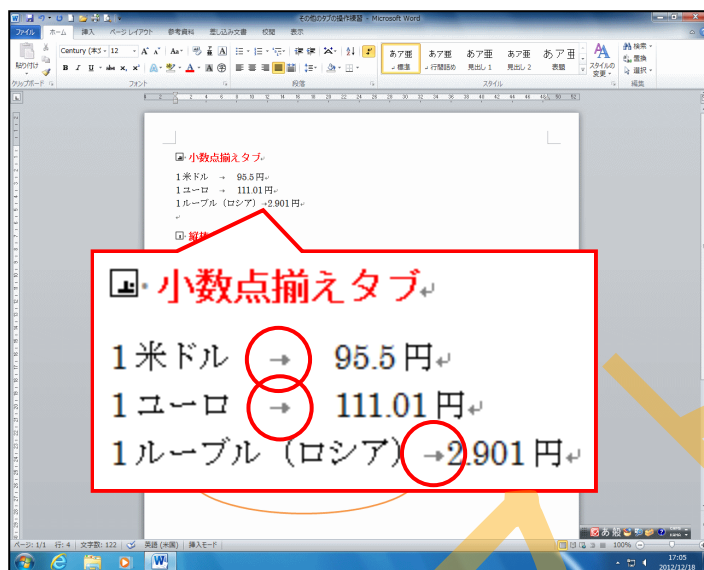 その他のタブの操作練習 - Microsoft Word
ファイル ホーム 挿入 ページ レイアウト 参考資料 差し込み文書 校閲 表示
Century (本文 12
貼り付け
標準 行間詰め 見出し 1 見出し 2 表題
スタイルの変更
検索
置換
選択
クリップボード フォント 段落 スタイル 編集
小数点揃えタブ
1米ドル → 95.5円
1ユーロ → 111.01円
1ルーブル（ロシア）→2.901円
小数点揃えタブ
1米ドル → 95.5円
1ユーロ → 111.01円
1ルーブル（ロシア）→2.901円
ページ: 1/1 行: 4 文字数: 122 英語 (米国) 挿入モード
あ 般
100%
17:05
2012/12/18